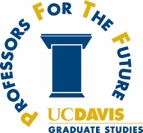 PROFESSORS FOR THE FUTURE
UCDAVIS
GRADUATE STUDIES